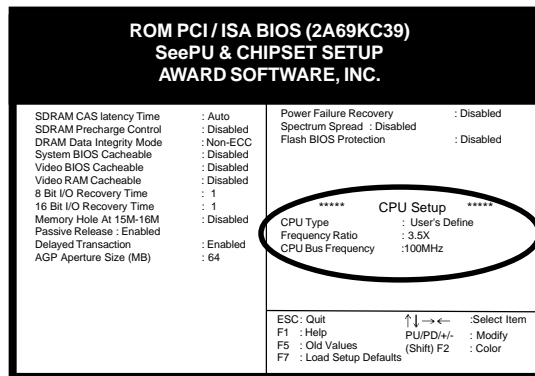 ROM PCI / ISA BIOS (2A69KC39)
SeePU & CHIPSET SETUP
AWARD SOFTWARE, INC.
SDRAM CAS latency Time : Auto
SDRAM Precharge Control : Disabled
DRAM Data Integrity Mode : Non-ECC
System BIOS Cacheable : Disabled
Video BIOS Cacheable : Disabled
Video RAM Cacheable : Disabled
8 Bit I/O Recovery Time : 1
16 Bit I/O Recovery Time : 1
Memory Hole At 15M-16M : Disabled
Passive Release : Enabled
Delayed Transaction : Enabled
AGP Aperture Size (MB) : 64
Power Failure Recovery : Disabled
Spectrum Spread : Disabled
Flash BIOS Protection : Disabled
***** CPU Setup *****
CPU Type : User's Define
Frequency Ratio : 3.5X
CPU Bus Frequency :100MHz
ESC : Quit ↑↓→← :Select Item
F1 : Help PU/PD/+/- : Modify
F5 : Old Values (Shift) F2 : Color
F7 : Load Setup Defaults